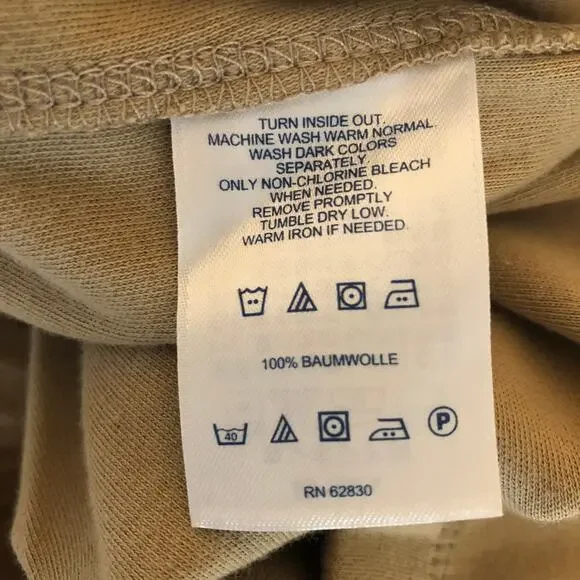 TURN INSIDE OUT.
MACHINE WASH WARM NORMAL.
WASH DARK COLORS
SEPARATELY.
ONLY NON-CHLORINE BLEACH
WHEN NEEDED.
REMOVE PROMPTLY
TUMBLE DRY LOW.
WARM IRON IF NEEDED.
100% BAUMWOLLE
40 P
RN 62830